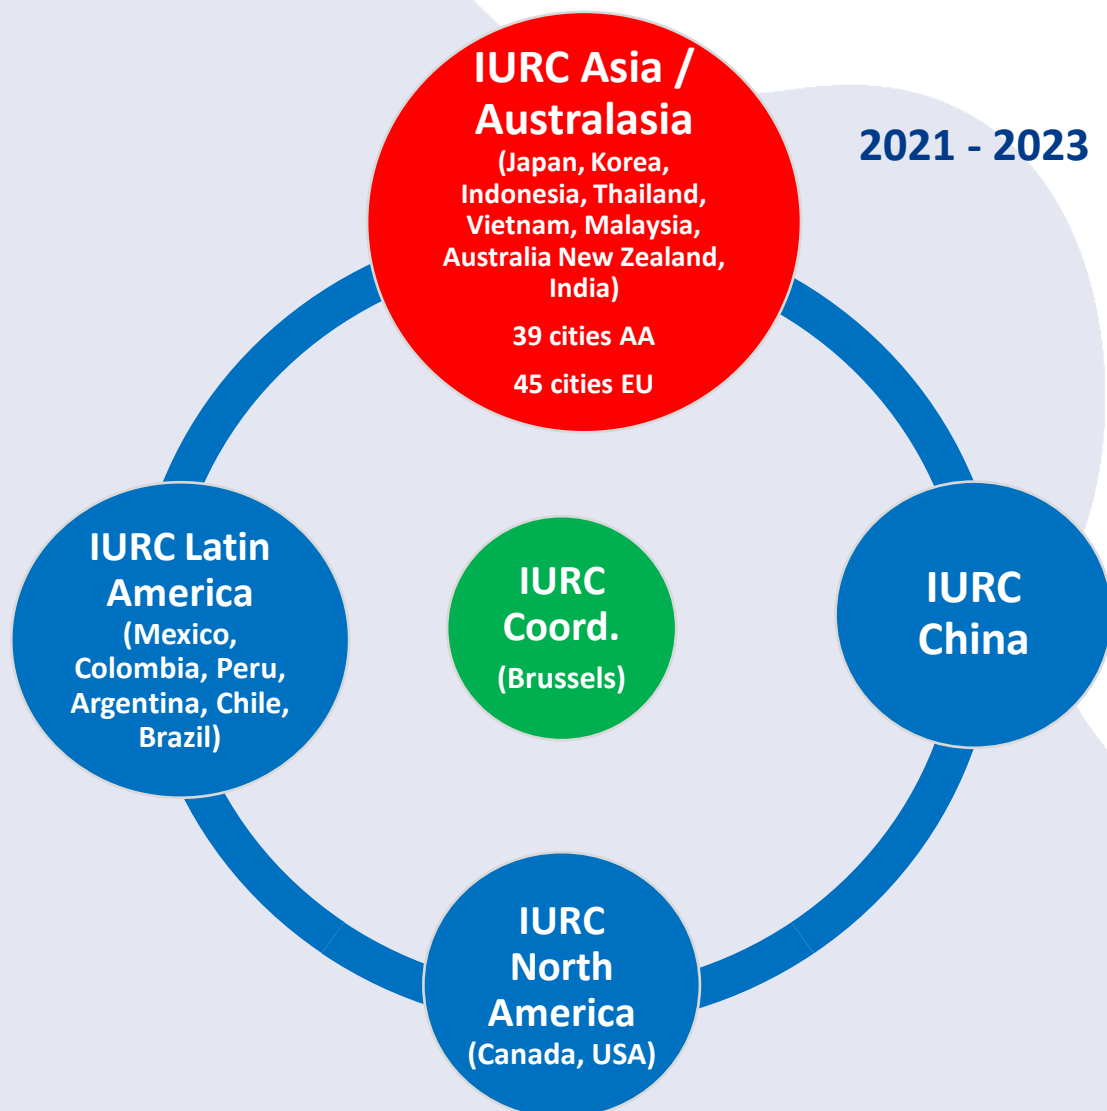 IURC Asia /
Australasia
(Japan, Korea,
Indonesia, Thailand,
Vietnam, Malaysia,
Australia New Zealand,
India)
39 cities AA
45 cities EU
2021 - 2023
IURC Latin
America
(Mexico,
Colombia, Peru,
Argentina, Chile,
Brazil)
IURC
Coord.
(Brussels)
IURC
China
IURC
North
America
(Canada, USA)